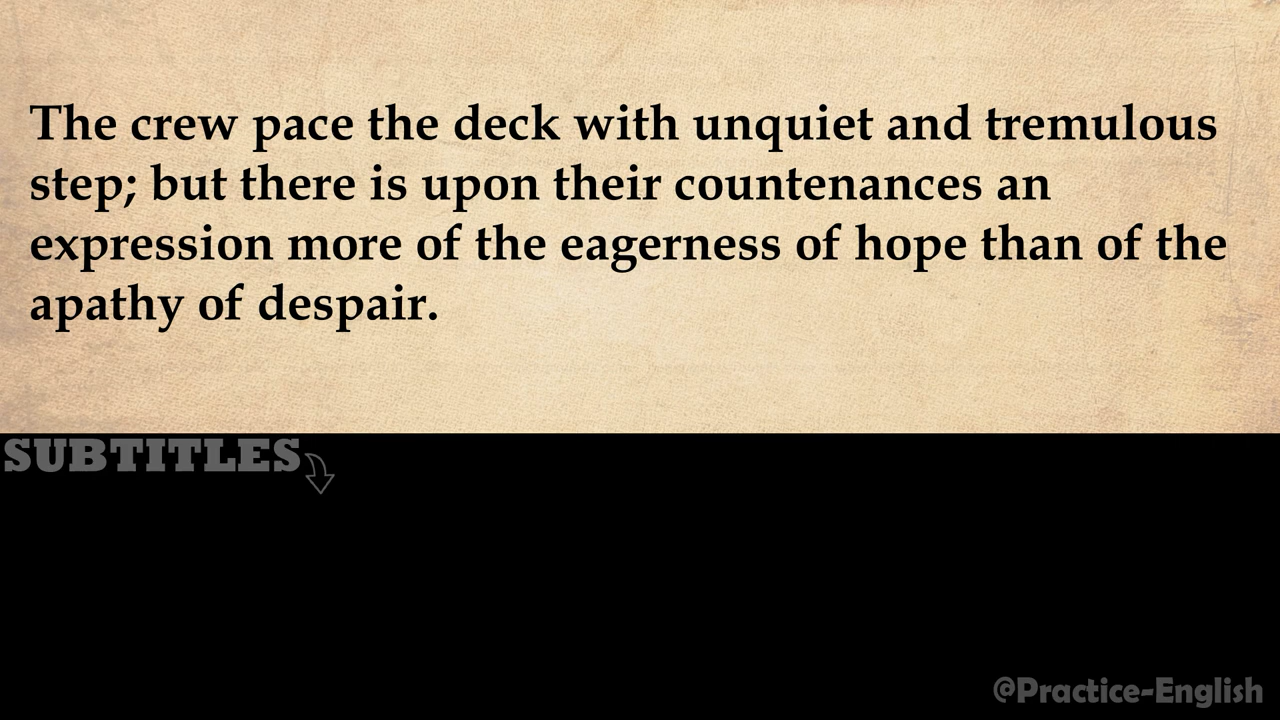 The crew pace the deck with unquiet and tremulous
step; but there is upon their countenances an
expression more of the eagerness of hope than of the
apathy of despair.
SUBTITLES
@Practice-English